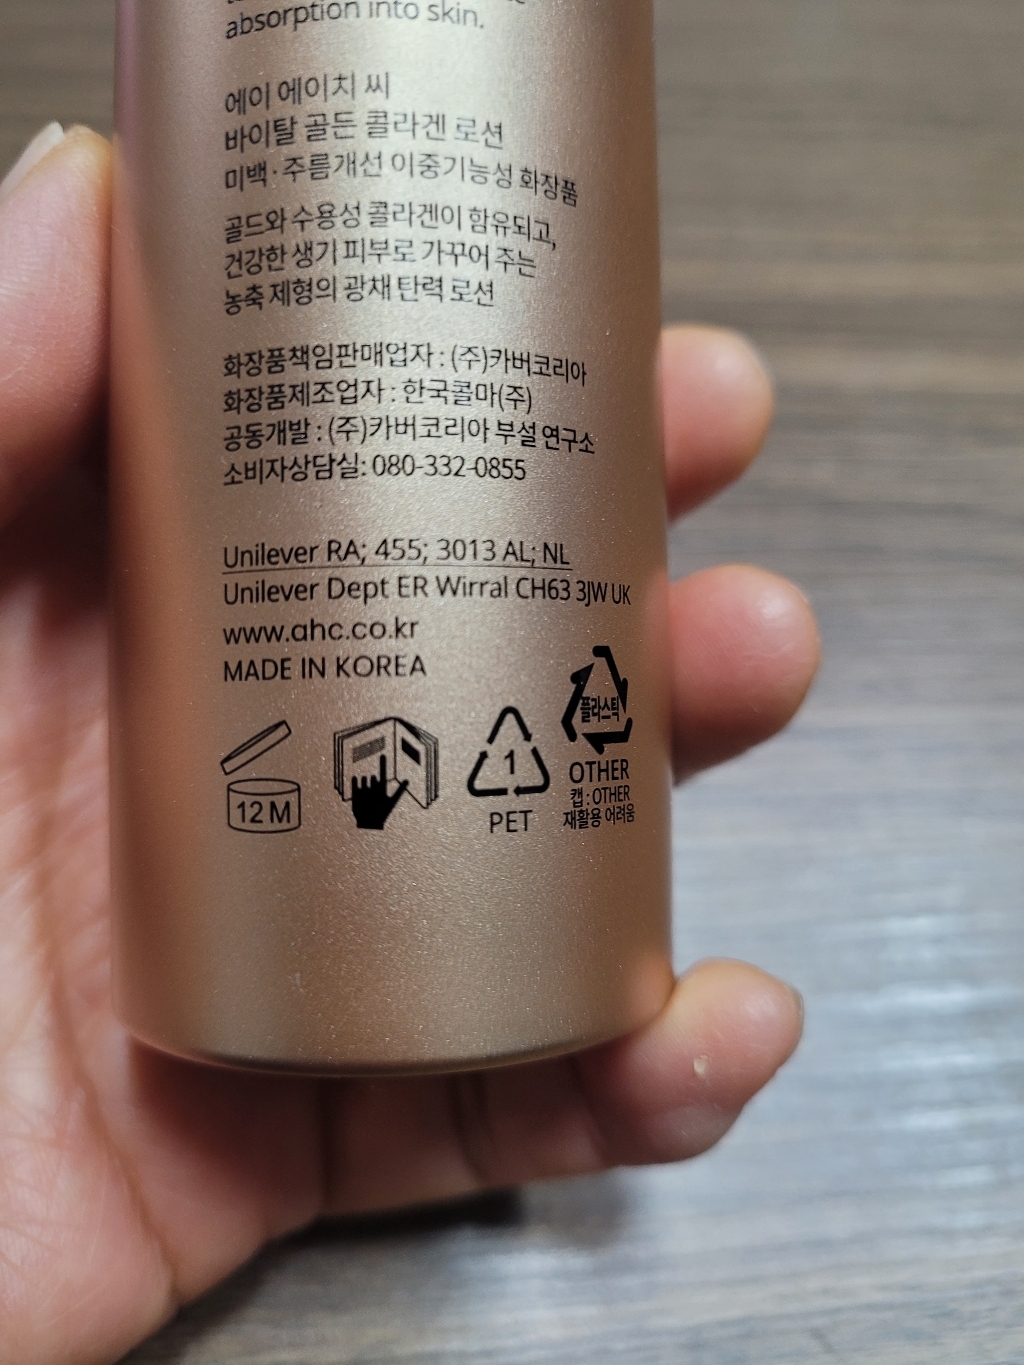 absorption into skin.
에이 에이치 씨
바이탈 골든 콜라겐 로션
미백·주름개선 이중기능성 화장품
골드와 수용성 콜라겐이 함유되고,
건강한 생기 피부로 가꾸어 주는
농축 제형의 광채 탄력 로션
화장품책임판매업자 : (주)카버코리아
화장품제조업자 : 한국콜마(주)
공동개발 : (주)카버코리아 부설 연구소
소비자상담실: 080-332-0855
Unilever RA; 455; 3013 AL; NL
Unilever Dept ER Wirral CH63 3JW UK
www.ahc.co.kr
MADE IN KOREA
12 M
1
PET
플라스틱
OTHER
캡 : OTHER
재활용 어려움